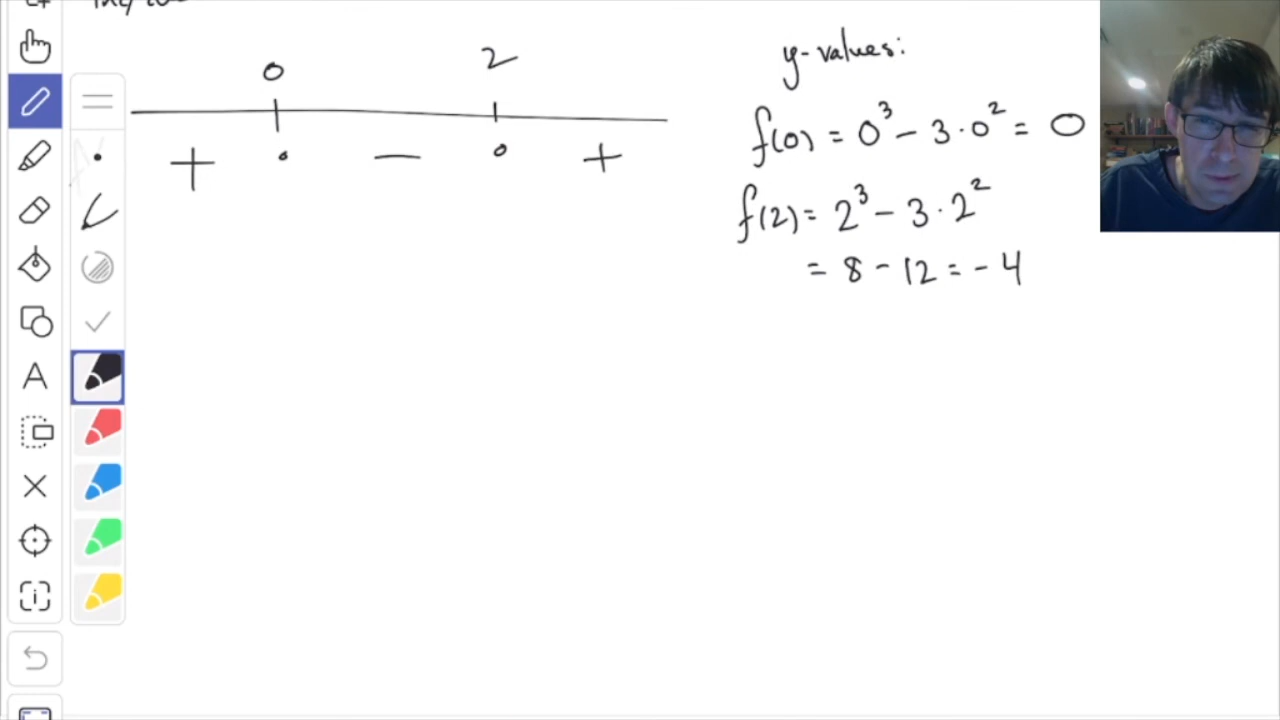 0 2
+ · − · +
y-values:
f(0) = 0³ − 3·0² = 0
f(2) = 2³ − 3·2²
= 8 − 12 = −4
A